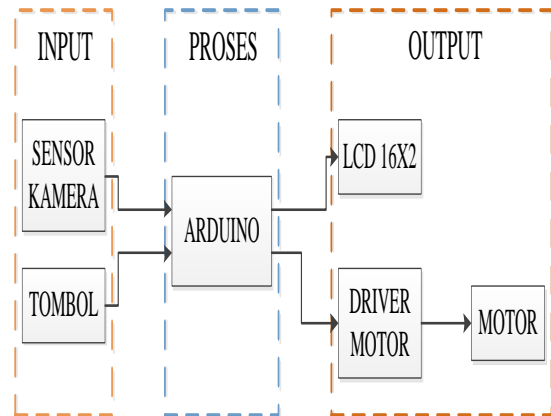 INPUT
PROSES
OUTPUT
SENSOR
KAMERA
TOMBOL
ARDUINO
LCD 16X2
DRIVER
MOTOR
MOTOR